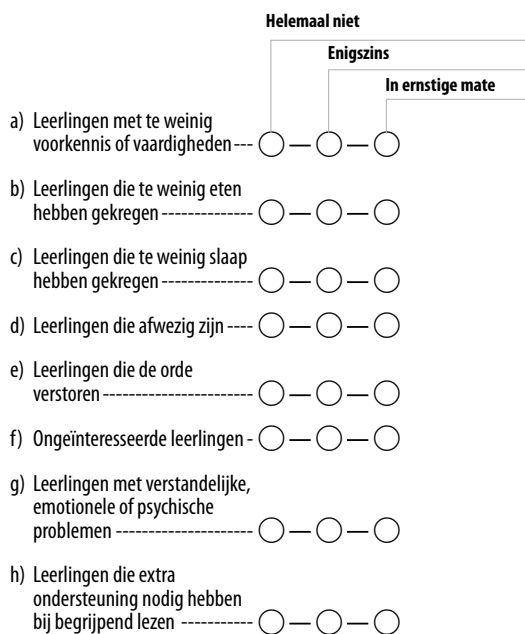 Helemaal niet
Enigszins
In ernstige mate
a) Leerlingen met te weinig
voorkennis of vaardigheden
b) Leerlingen die te weinig eten
hebben gekregen
c) Leerlingen die te weinig slaap
hebben gekregen
d) Leerlingen die afwezig zijn
e) Leerlingen die de orde
verstoren
f) Ongeïnteresseerde leerlingen
g) Leerlingen met verstandelijke,
emotionele of psychische
problemen
h) Leerlingen die extra
ondersteuning nodig hebben
bij begrijpend lezen